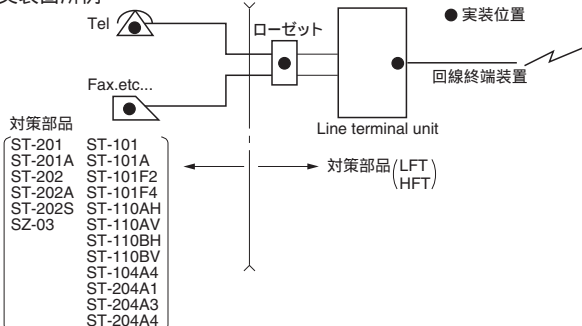 実装箇所例
Tel
ローゼット
● 実装位置
Fax.etc...
回線終端装置
Line terminal unit
対策部品
ST-201 ST-101
ST-201A ST-101A
ST-202 ST-101F2
ST-202A ST-101F4
ST-202S ST-110AH
SZ-03 ST-110AV
ST-110BH
ST-110BV
ST-104A4
ST-204A1
ST-204A3
ST-204A4
対策部品(LFT
HFT)